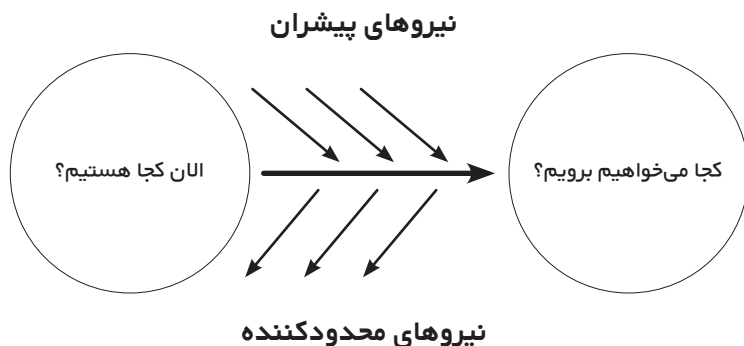 نیروهای پیشران
کجا می‌خواهیم برویم؟
الان کجا هستیم؟
نیروهای محدودکننده